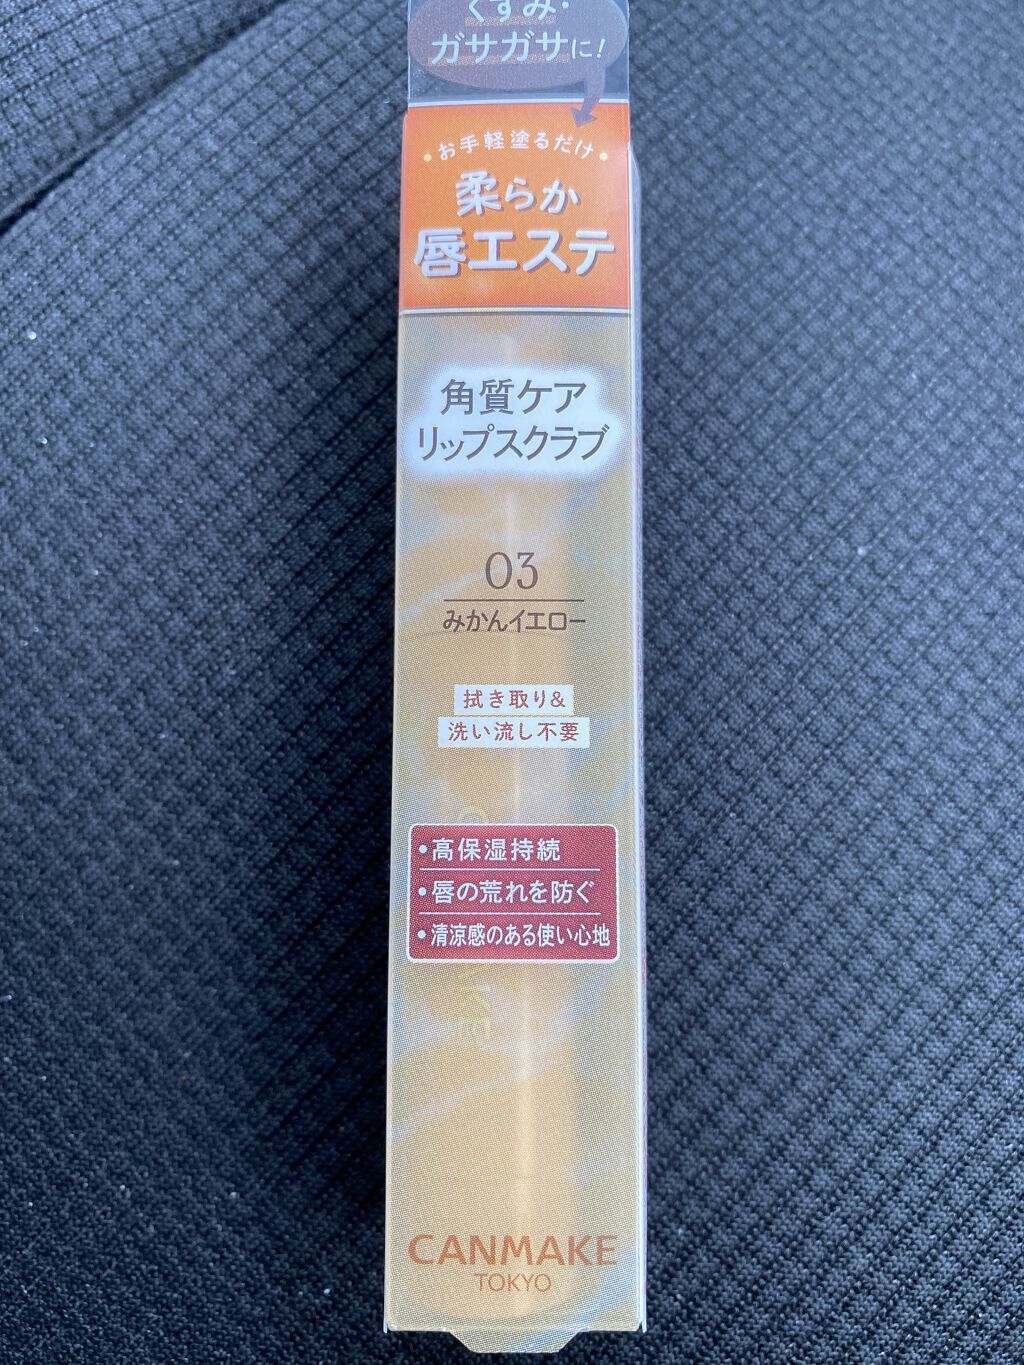 くすみ・
ガサガサに!
・お手軽塗るだけ・
柔らか
唇エステ
角質ケア
リップスクラブ
03
みかんイエロー
拭き取り&
洗い流し不要
・高保湿持続
・唇の荒れを防ぐ
・清涼感のある使い心地
CANMAKE
TOKYO